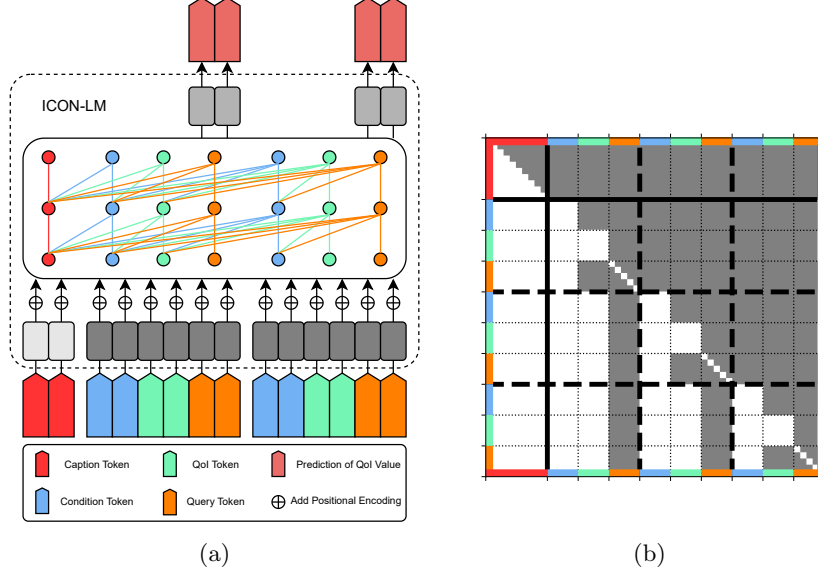 ICON-LM
Caption Token
QoI Token
Prediction of QoI Value
Condition Token
Query Token
Add Positional Encoding
(a)
(b)